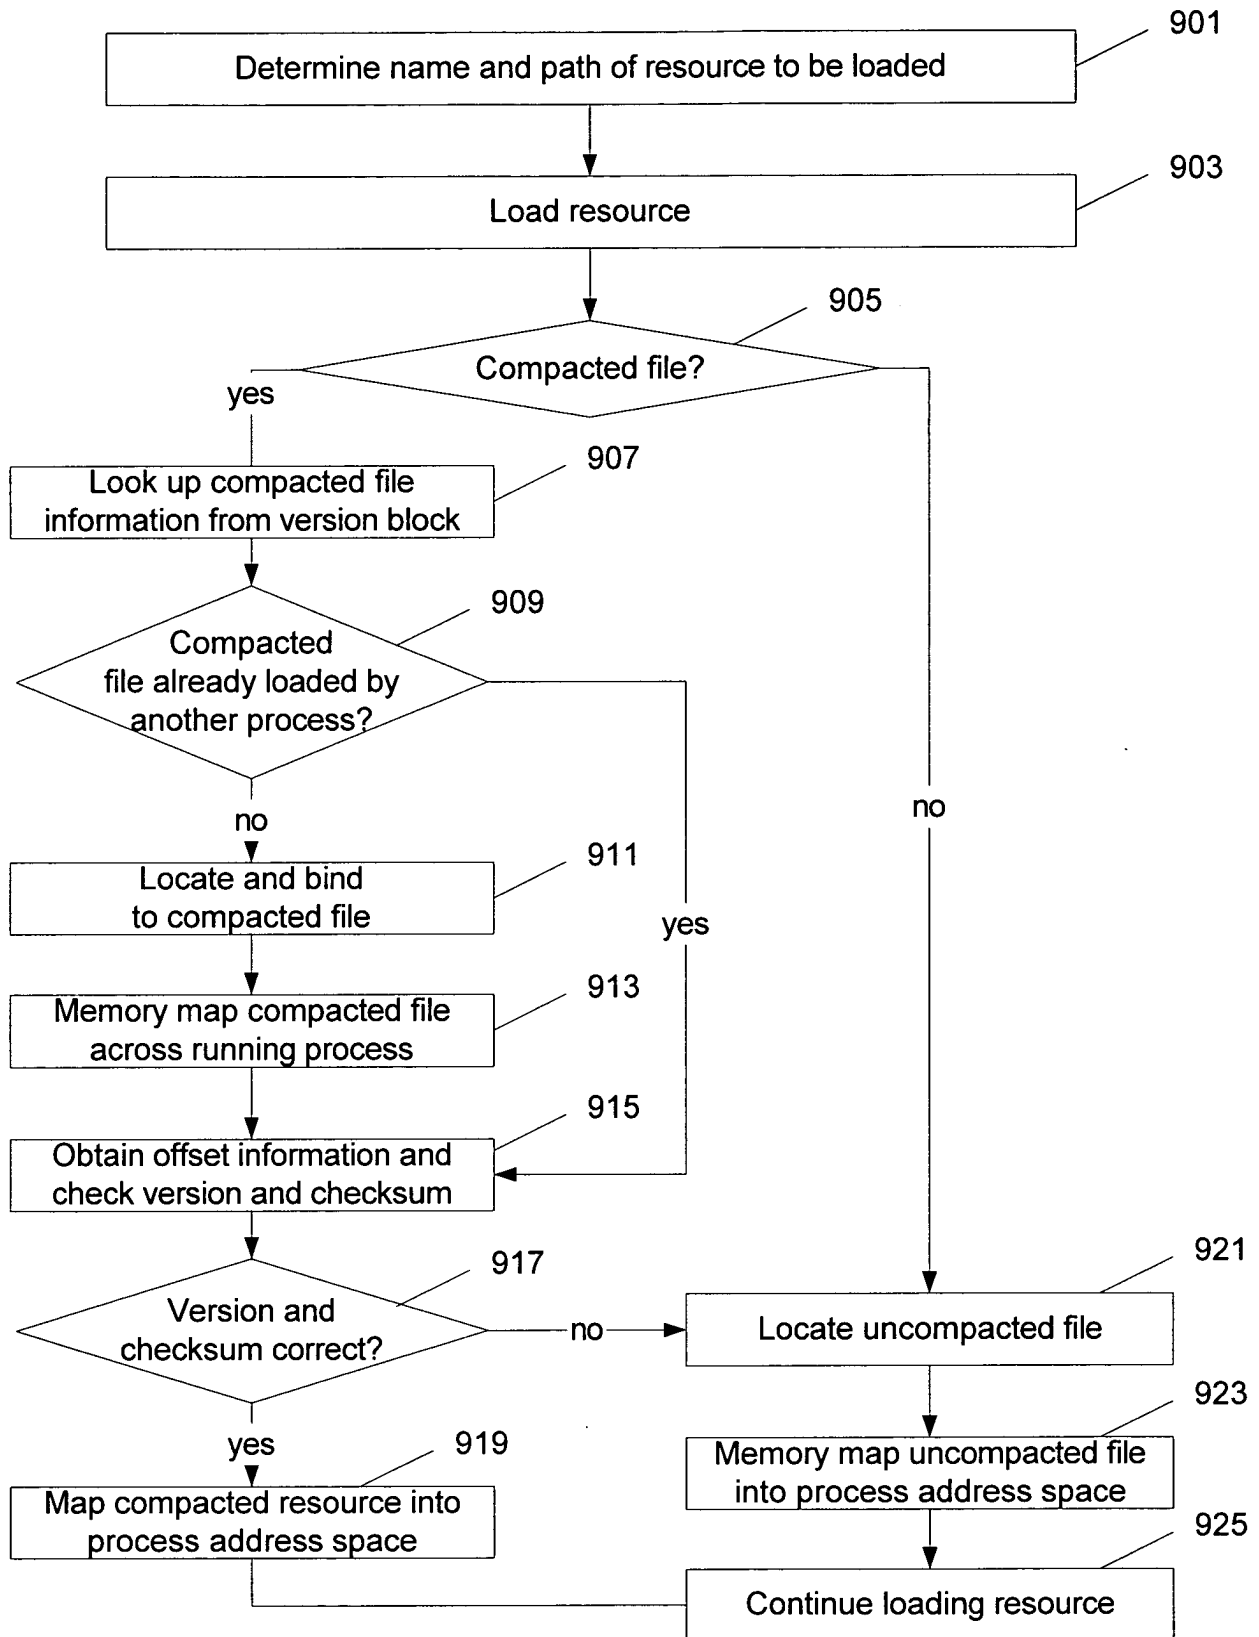 901
Determine name and path of resource to be loaded
903
Load resource
905
Compacted file?
yes
907
Look up compacted file
information from version block
909
Compacted
file already loaded by
another process?
no
no
911
Locate and bind
to compacted file
yes
913
Memory map compacted file
across running process
915
Obtain offset information and
check version and checksum
917
921
Version and
checksum correct?
no
Locate uncompacted file
923
yes
919
Memory map uncompacted file
into process address space
Map compacted resource into
process address space
925
Continue loading resource